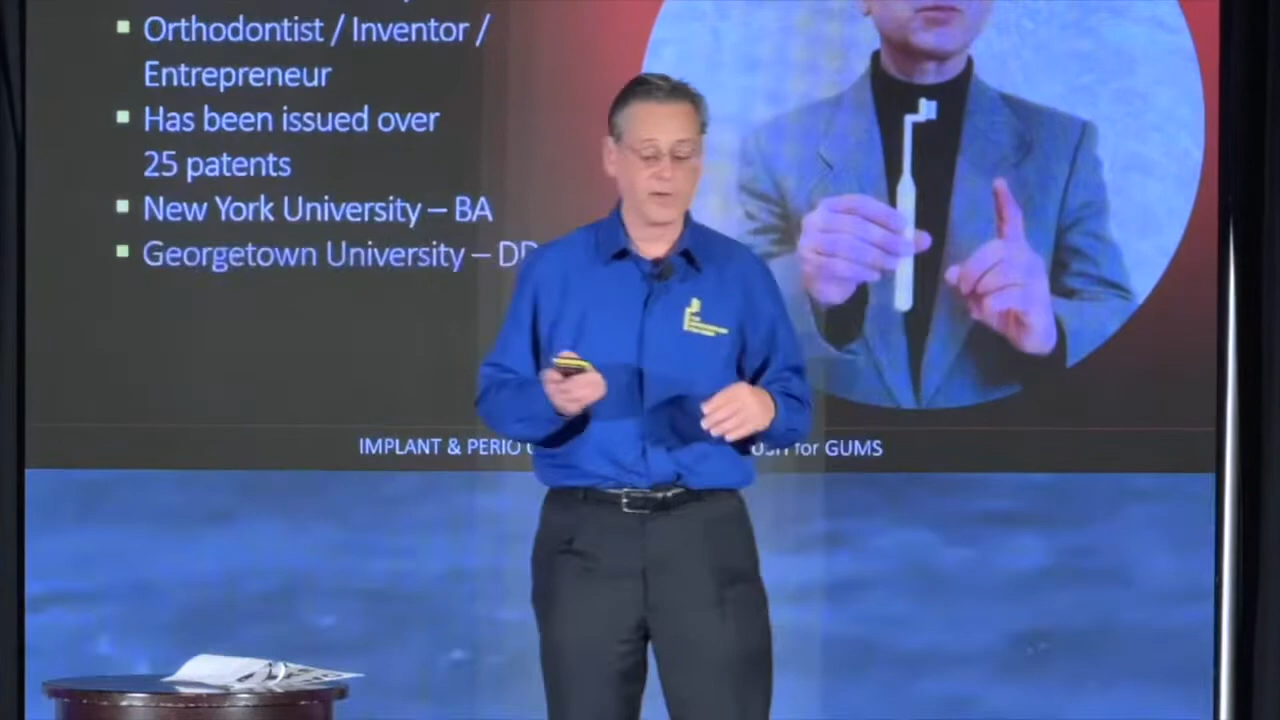 Orthodontist / Inventor /
Entrepreneur
Has been issued over
25 patents
New York University – BA
Georgetown University –
IMPLANT & PERIO
for GUMS